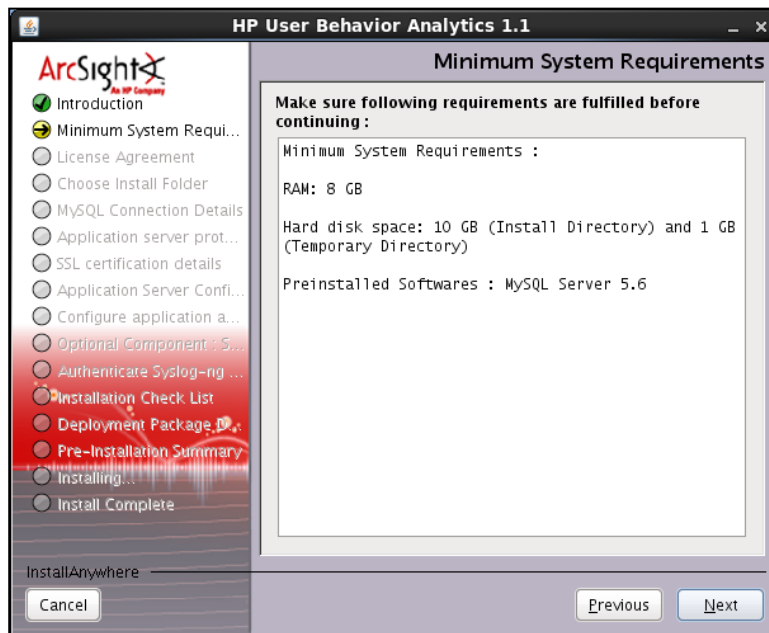 HP User Behavior Analytics 1.1
ArcSight
An HP Company
Introduction
Minimum System Requi...
License Agreement
Choose Install Folder
MySQL Connection Details
Application server prot...
SSL certification details
Application Server Confi...
Configure application a...
Optional Component : S...
Authenticate Syslog-ng ...
Installation Check List
Deployment Package D...
Pre-Installation Summary
Installing...
Install Complete
Minimum System Requirements
Make sure following requirements are fulfilled before
continuing :
Minimum System Requirements :
RAM: 8 GB
Hard disk space: 10 GB (Install Directory) and 1 GB
(Temporary Directory)
Preinstalled Softwares : MySQL Server 5.6
InstallAnywhere
Cancel
Previous
Next